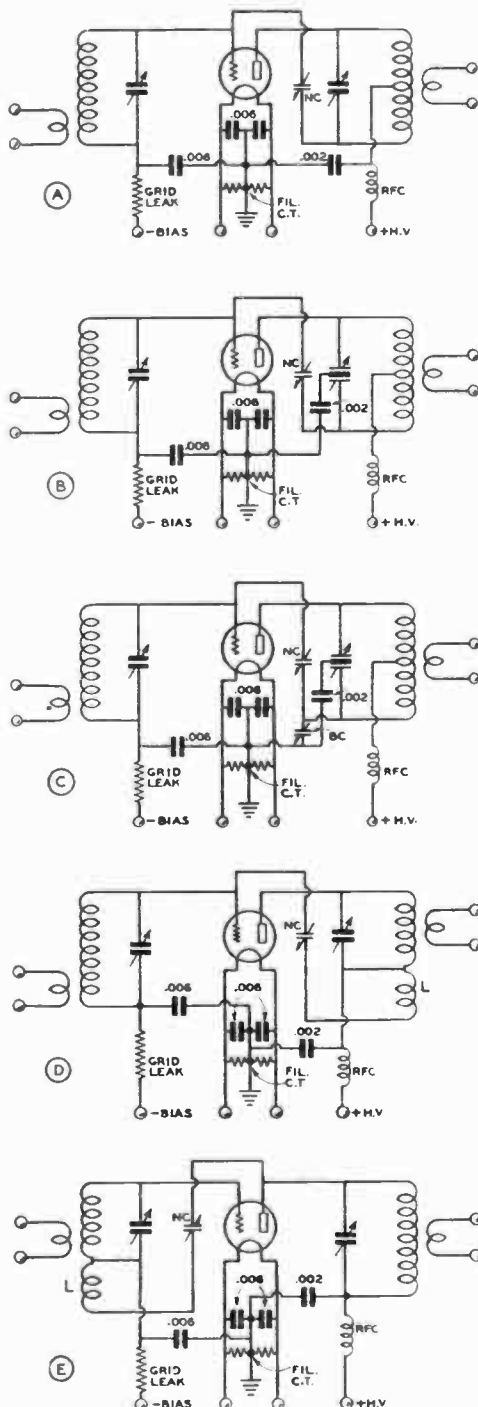 NC
.006
.006
.002
GRID
LEAK
FIL.
C.T.
RFC
-BIAS
+H.V
A
NC
.006
.002
.006
GRID
LEAK
FIL.
C.T
RFC
-BIAS
+H.V.
B
NC
.006
.002
.006
BC
GRID
LEAK
FIL.
C.T.
RFC
-BIAS
+H.V.
C
NC
.006
.006
L
.002
GRID
LEAK
FIL.
C.T
RFC
-BIAS
+H.V.
D
NC
L
.006
.002
.006
RFC
GRID
LEAK
FIL.
C.T.
-BIAS
+H.V
E